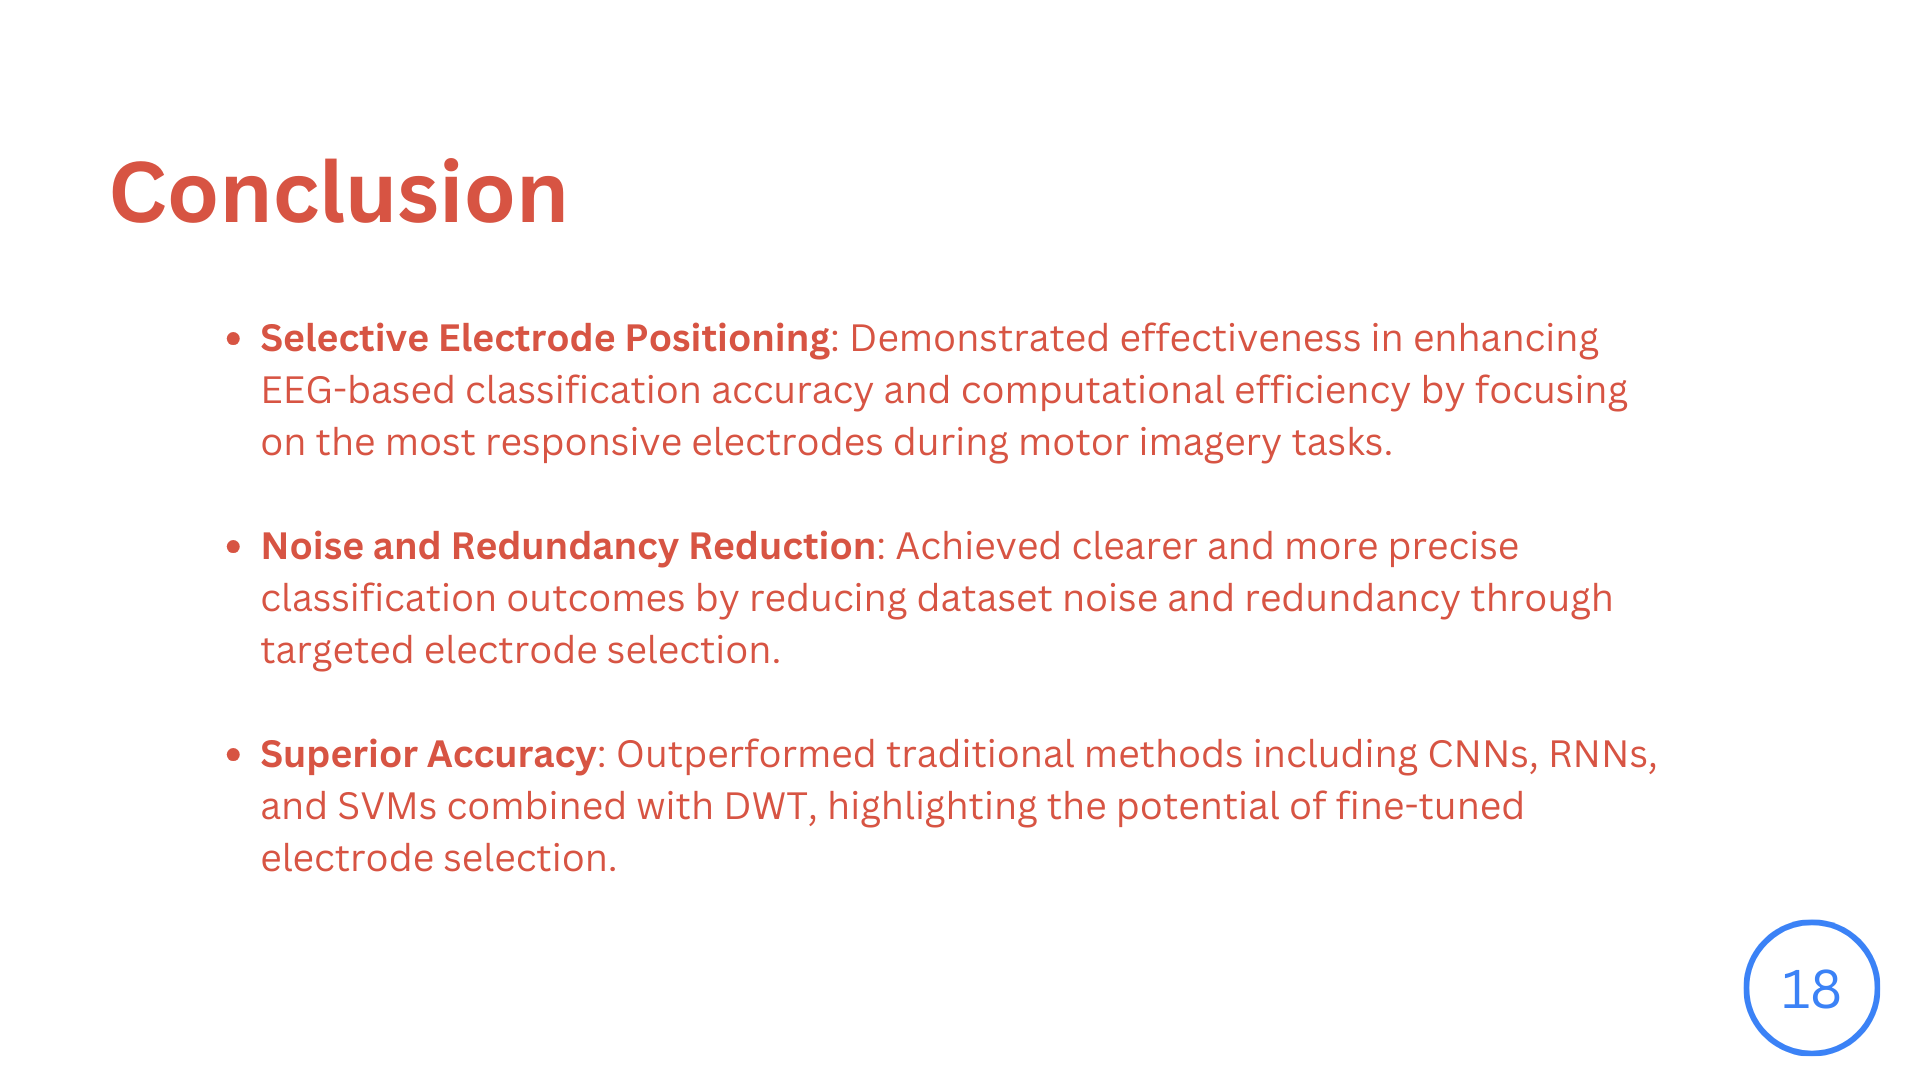 Conclusion
• Selective Electrode Positioning: Demonstrated effectiveness in enhancing
EEG-based classification accuracy and computational efficiency by focusing
on the most responsive electrodes during motor imagery tasks.
• Noise and Redundancy Reduction: Achieved clearer and more precise
classification outcomes by reducing dataset noise and redundancy through
targeted electrode selection.
• Superior Accuracy: Outperformed traditional methods including CNNs, RNNs,
and SVMs combined with DWT, highlighting the potential of fine-tuned
electrode selection.
18